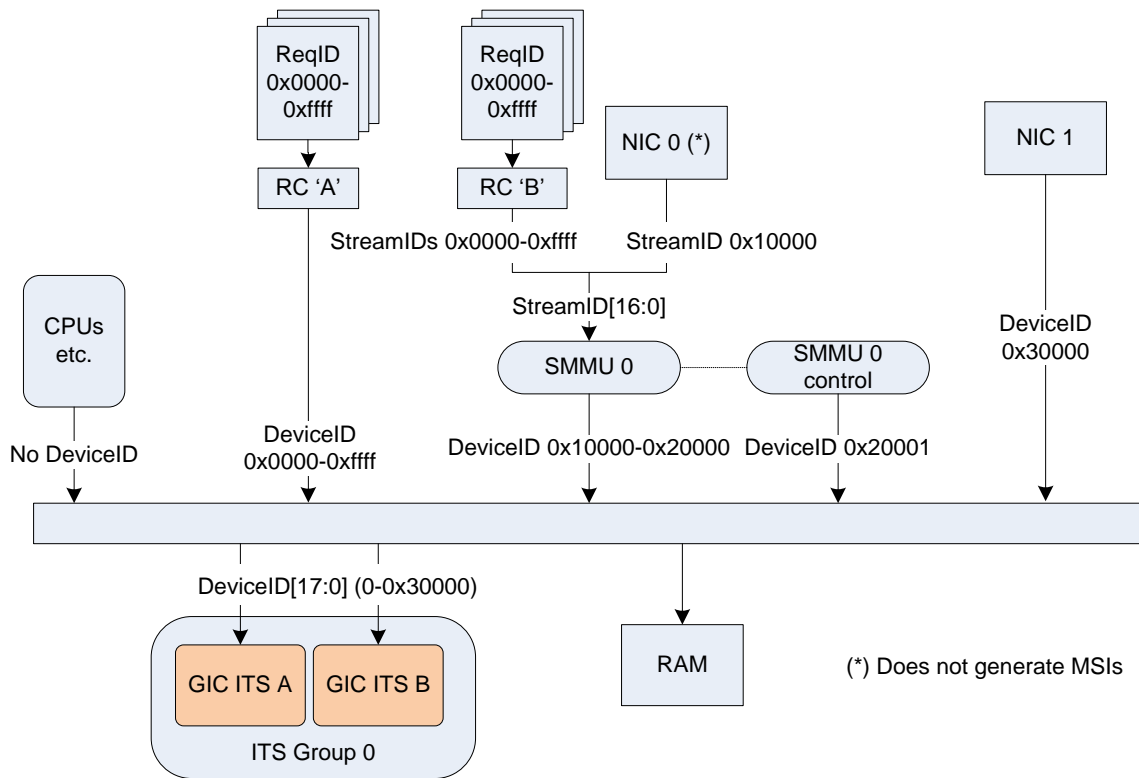 ReqID
0x0000-
0xffff
ReqID
0x0000-
0xffff
NIC 0 (*)
NIC 1
RC ‘A’
RC ‘B’
StreamIDs 0x0000-0xffff
StreamID 0x10000
StreamID[16:0]
CPUs
etc.
SMMU 0
SMMU 0
control
DeviceID
0x30000
No DeviceID
DeviceID
0x0000-0xffff
DeviceID 0x10000-0x20000
DeviceID 0x20001
DeviceID[17:0] (0-0x30000)
GIC ITS A
GIC ITS B
ITS Group 0
RAM
(*) Does not generate MSIs